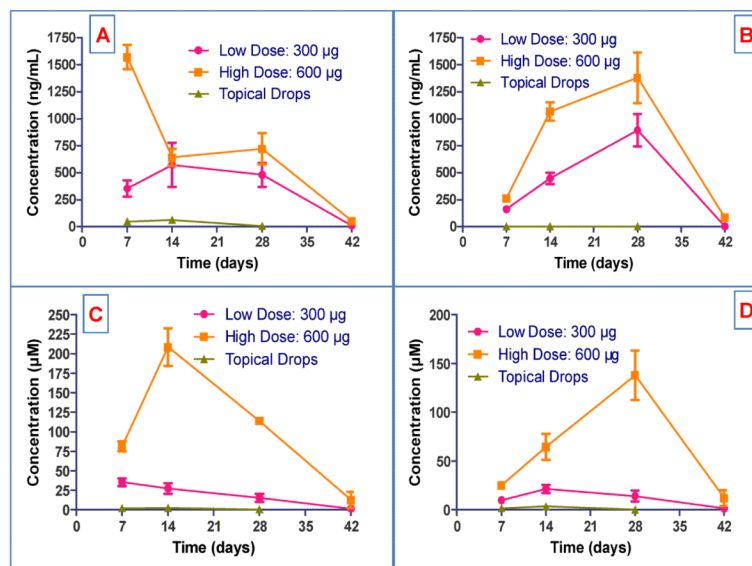 A
Low Dose: 300 µg
High Dose: 600 µg
Topical Drops
Concentration (ng/mL)
1750
1500
1250
1000
750
500
250
0
0 7 14 21 28 35 42
Time (days)
B
Low Dose: 300 µg
High Dose: 600 µg
Topical Drops
Concentration (ng/mL)
1750
1500
1250
1000
750
500
250
0
0 7 14 21 28 35 42
Time (days)
C
Low Dose: 300 µg
High Dose: 600 µg
Topical Drops
Concentration (µM)
250
225
200
175
150
125
100
75
50
25
0
7 14 28 42
Time (days)
D
Low Dose: 300 µg
High Dose: 600 µg
Topical Drops
Concentration (µM)
200
150
100
50
0
0 7 14 21 28 35 42
Time (days)